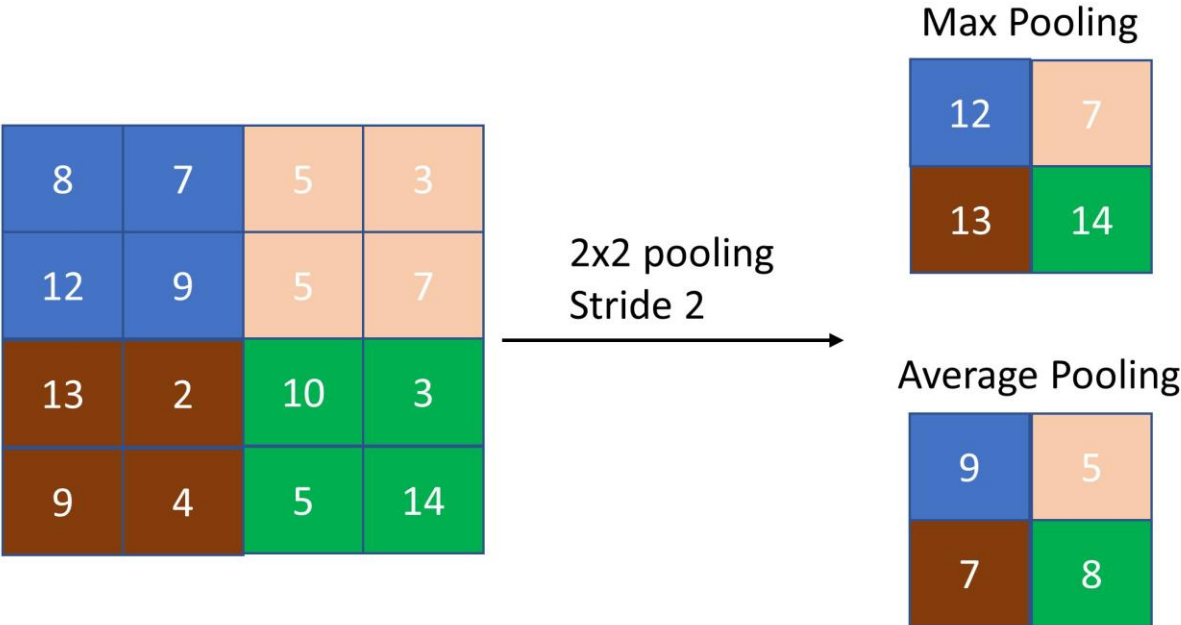 8 7 5 3
12 9 5 7
13 2 10 3
9 4 5 14
2x2 pooling
Stride 2
Max Pooling
12 7
13 14
Average Pooling
9 5
7 8